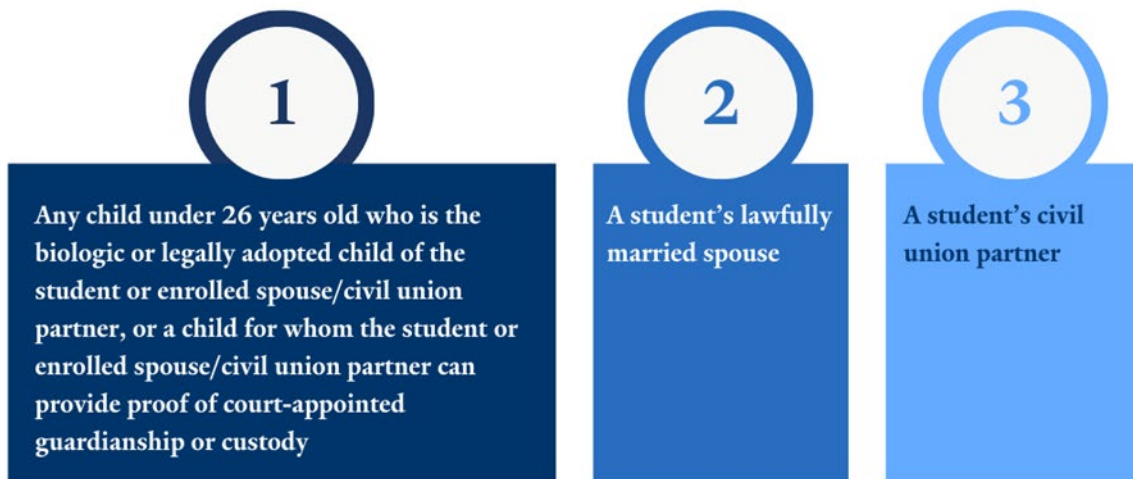 1
Any child under 26 years old who is the
biologic or legally adopted child of the
student or enrolled spouse/civil union
partner, or a child for whom the student or
enrolled spouse/civil union partner can
provide proof of court-appointed
guardianship or custody
2
A student’s lawfully
married spouse
3
A student’s civil
union partner